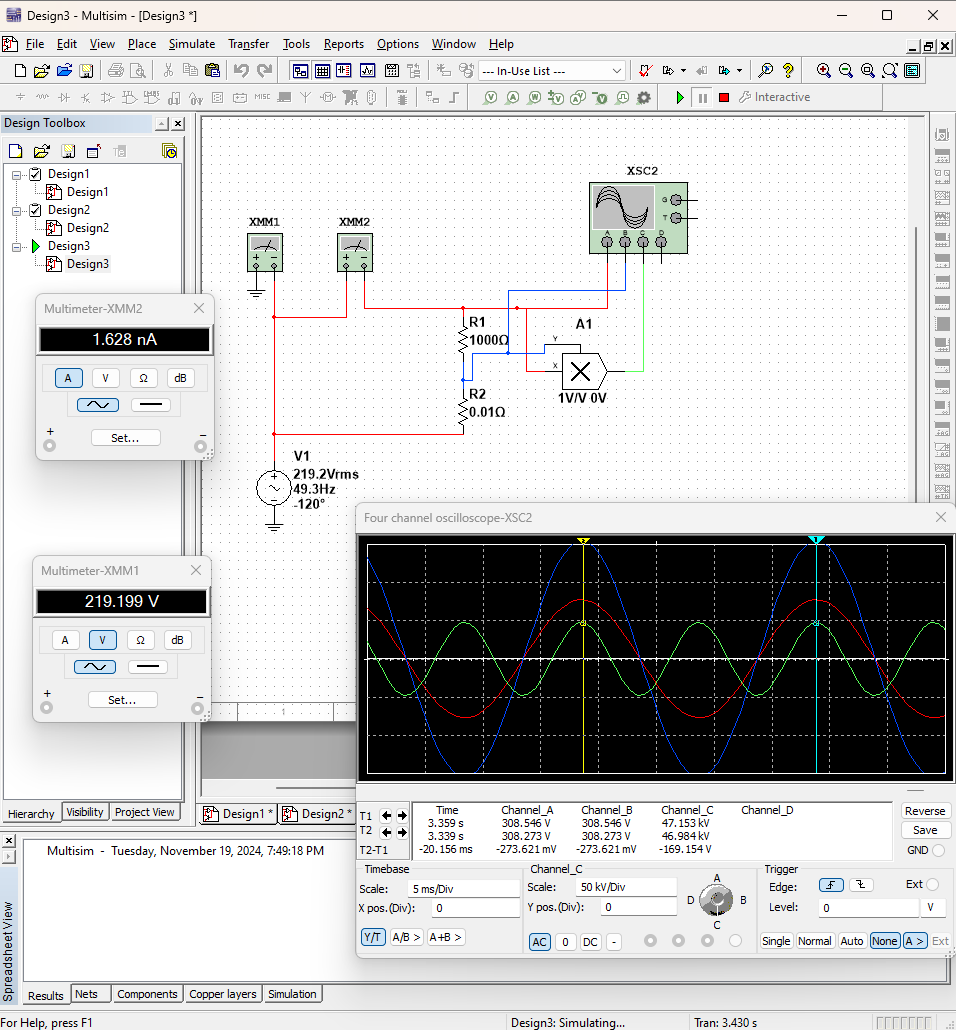 Design3 - Multisim - [Design3 *]
File Edit View Place Simulate Transfer Tools Reports Options Window Help
--- In-Use List ---
MISC
Interactive
Design Toolbox
Design1
Design1
Design2
Design2
Design3
Design3
XMM1
XMM2
XSC2
G
T
A B C D
R1
1000Ω
R2
0.01Ω
A1
Y
X
1V/V 0V
V1
219.2Vrms
49.3Hz
-120°
Multimeter-XMM2
1.628 nA
A V Ω dB
+ Set... -
Multimeter-XMM1
219.199 V
A V Ω dB
+ Set... -
1
Four channel oscilloscope-XSC2
2 1
Time Channel_A Channel_B Channel_C Channel_D
T1 3.359 s 308.546 V 308.546 V 47.153 kV
T2 3.339 s 308.273 V 308.273 V 46.984 kV
T2-T1 -20.156 ms -273.621 mV -273.621 mV -169.154 V
Reverse
Save
GND
Timebase
Scale: 5 ms/Div
X pos.(Div): 0
Y/T A/B > A+B >
Channel_C
Scale: 50 kV/Div
Y pos.(Div): 0
AC 0 DC -
A
D B
C
Trigger
Edge: Ext
Level: 0 V
Single Normal Auto None A > Ext
Hierarchy Visibility Project View
Design1 * Design2 *
Multisim - Tuesday, November 19, 2024, 7:49:18 PM
Spreadsheet View
Results Nets Components Copper layers Simulation
For Help, press F1
Design3: Simulating...
Tran: 3.430 s